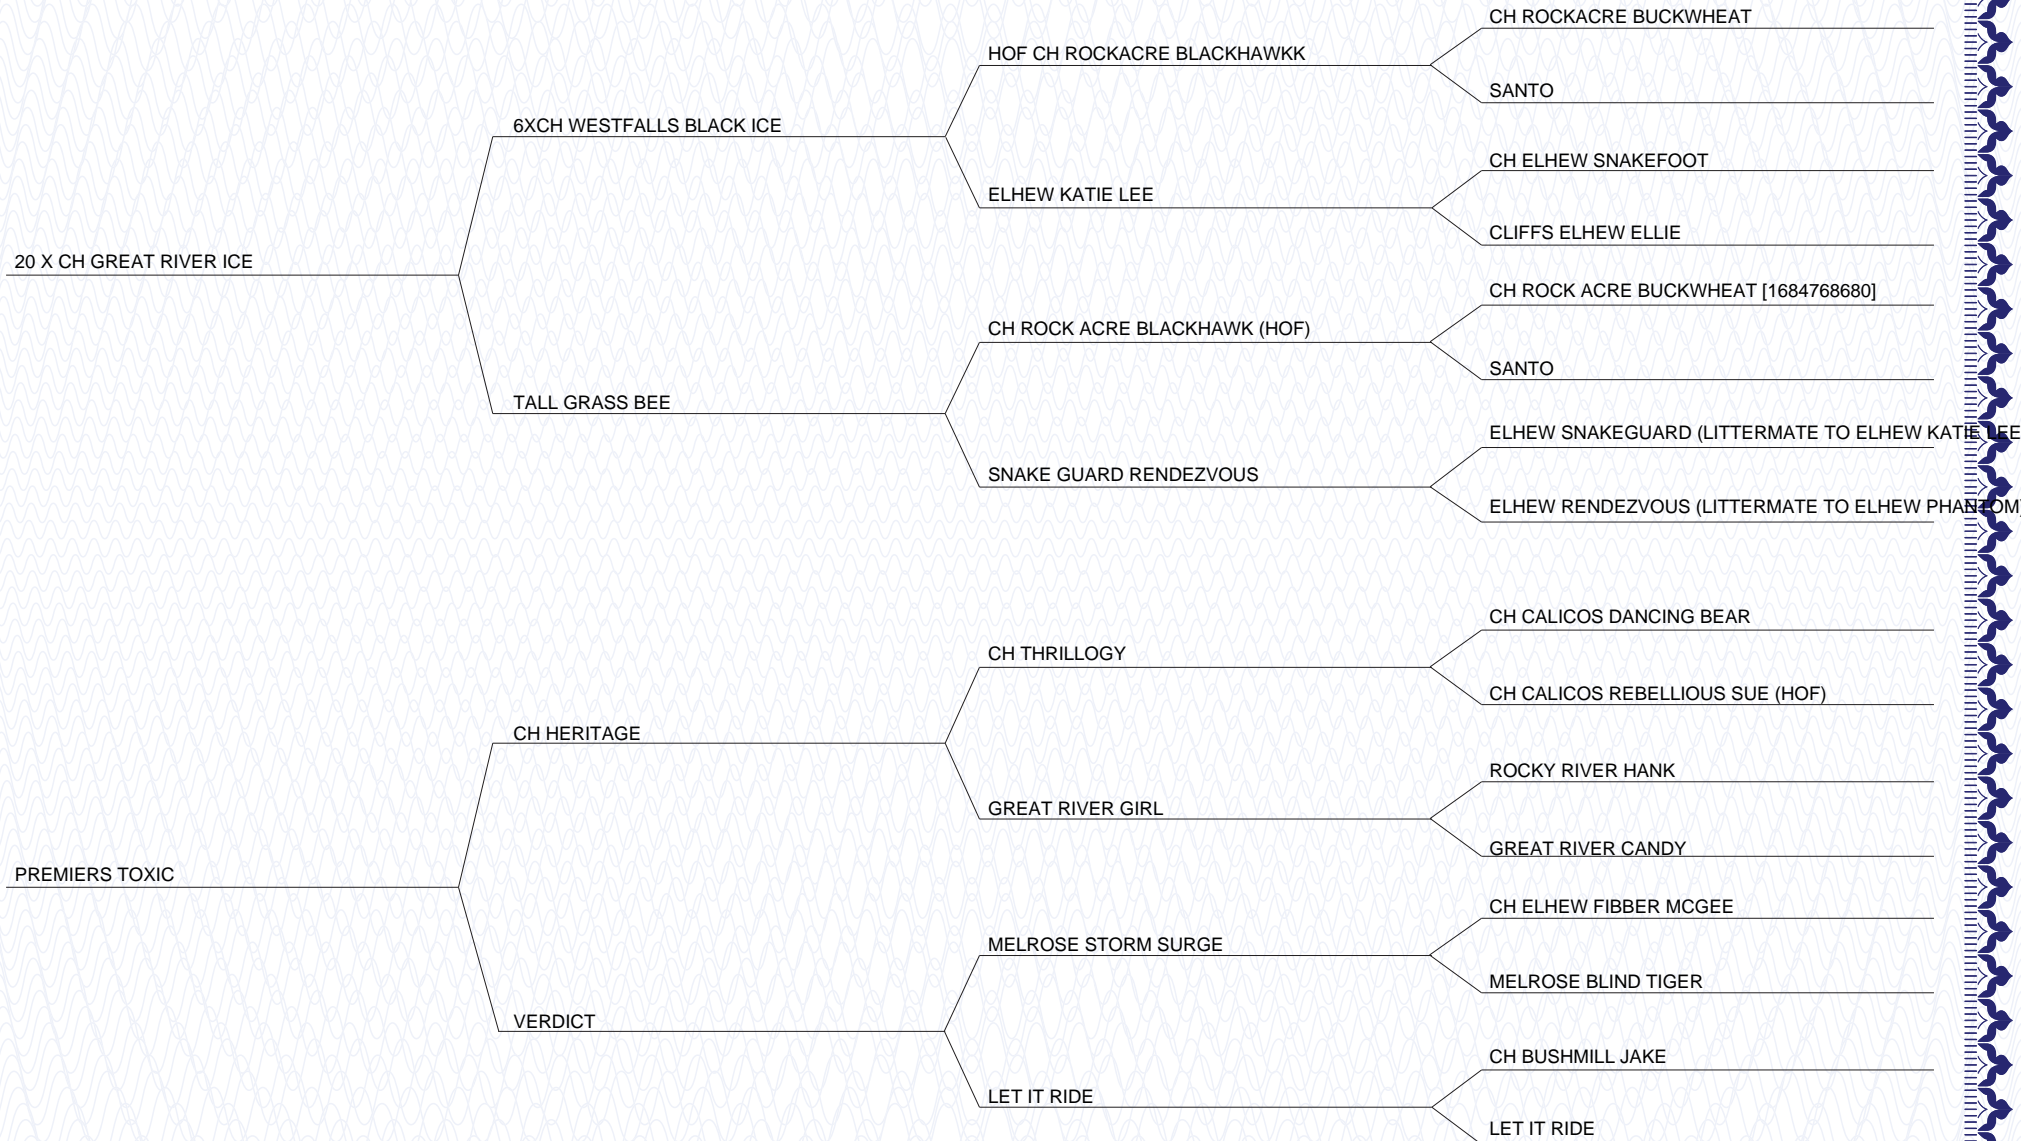 CH ROCKACRE BUCKWHEAT
HOF CH ROCKACRE BLACKHAWKK
SANTO
6XCH WESTFALLS BLACK ICE
CH ELHEW SNAKEFOOT
ELHEW KATIE LEE
CLIFFS ELHEW ELLIE
20 X CH GREAT RIVER ICE
CH ROCK ACRE BUCKWHEAT [1684768680]
CH ROCK ACRE BLACKHAWK (HOF)
SANTO
TALL GRASS BEE
ELHEW SNAKEGUARD (LITTERMATE TO ELHEW KATIE LEE
SNAKE GUARD RENDEZVOUS
ELHEW RENDEZVOUS (LITTERMATE TO ELHEW PHANTOM)
CH CALICOS DANCING BEAR
CH THRILLOGY
CH CALICOS REBELLIOUS SUE (HOF)
CH HERITAGE
ROCKY RIVER HANK
GREAT RIVER GIRL
GREAT RIVER CANDY
PREMIERS TOXIC
CH ELHEW FIBBER MCGEE
MELROSE STORM SURGE
MELROSE BLIND TIGER
VERDICT
CH BUSHMILL JAKE
LET IT RIDE
LET IT RIDE